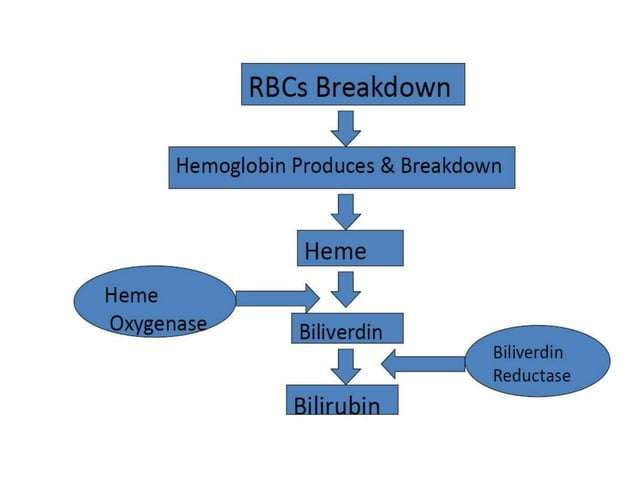 RBCs Breakdown
Hemoglobin Produces & Breakdown
Heme
Heme
Oxygenase
Biliverdin
Biliverdin
Reductase
Bilirubin